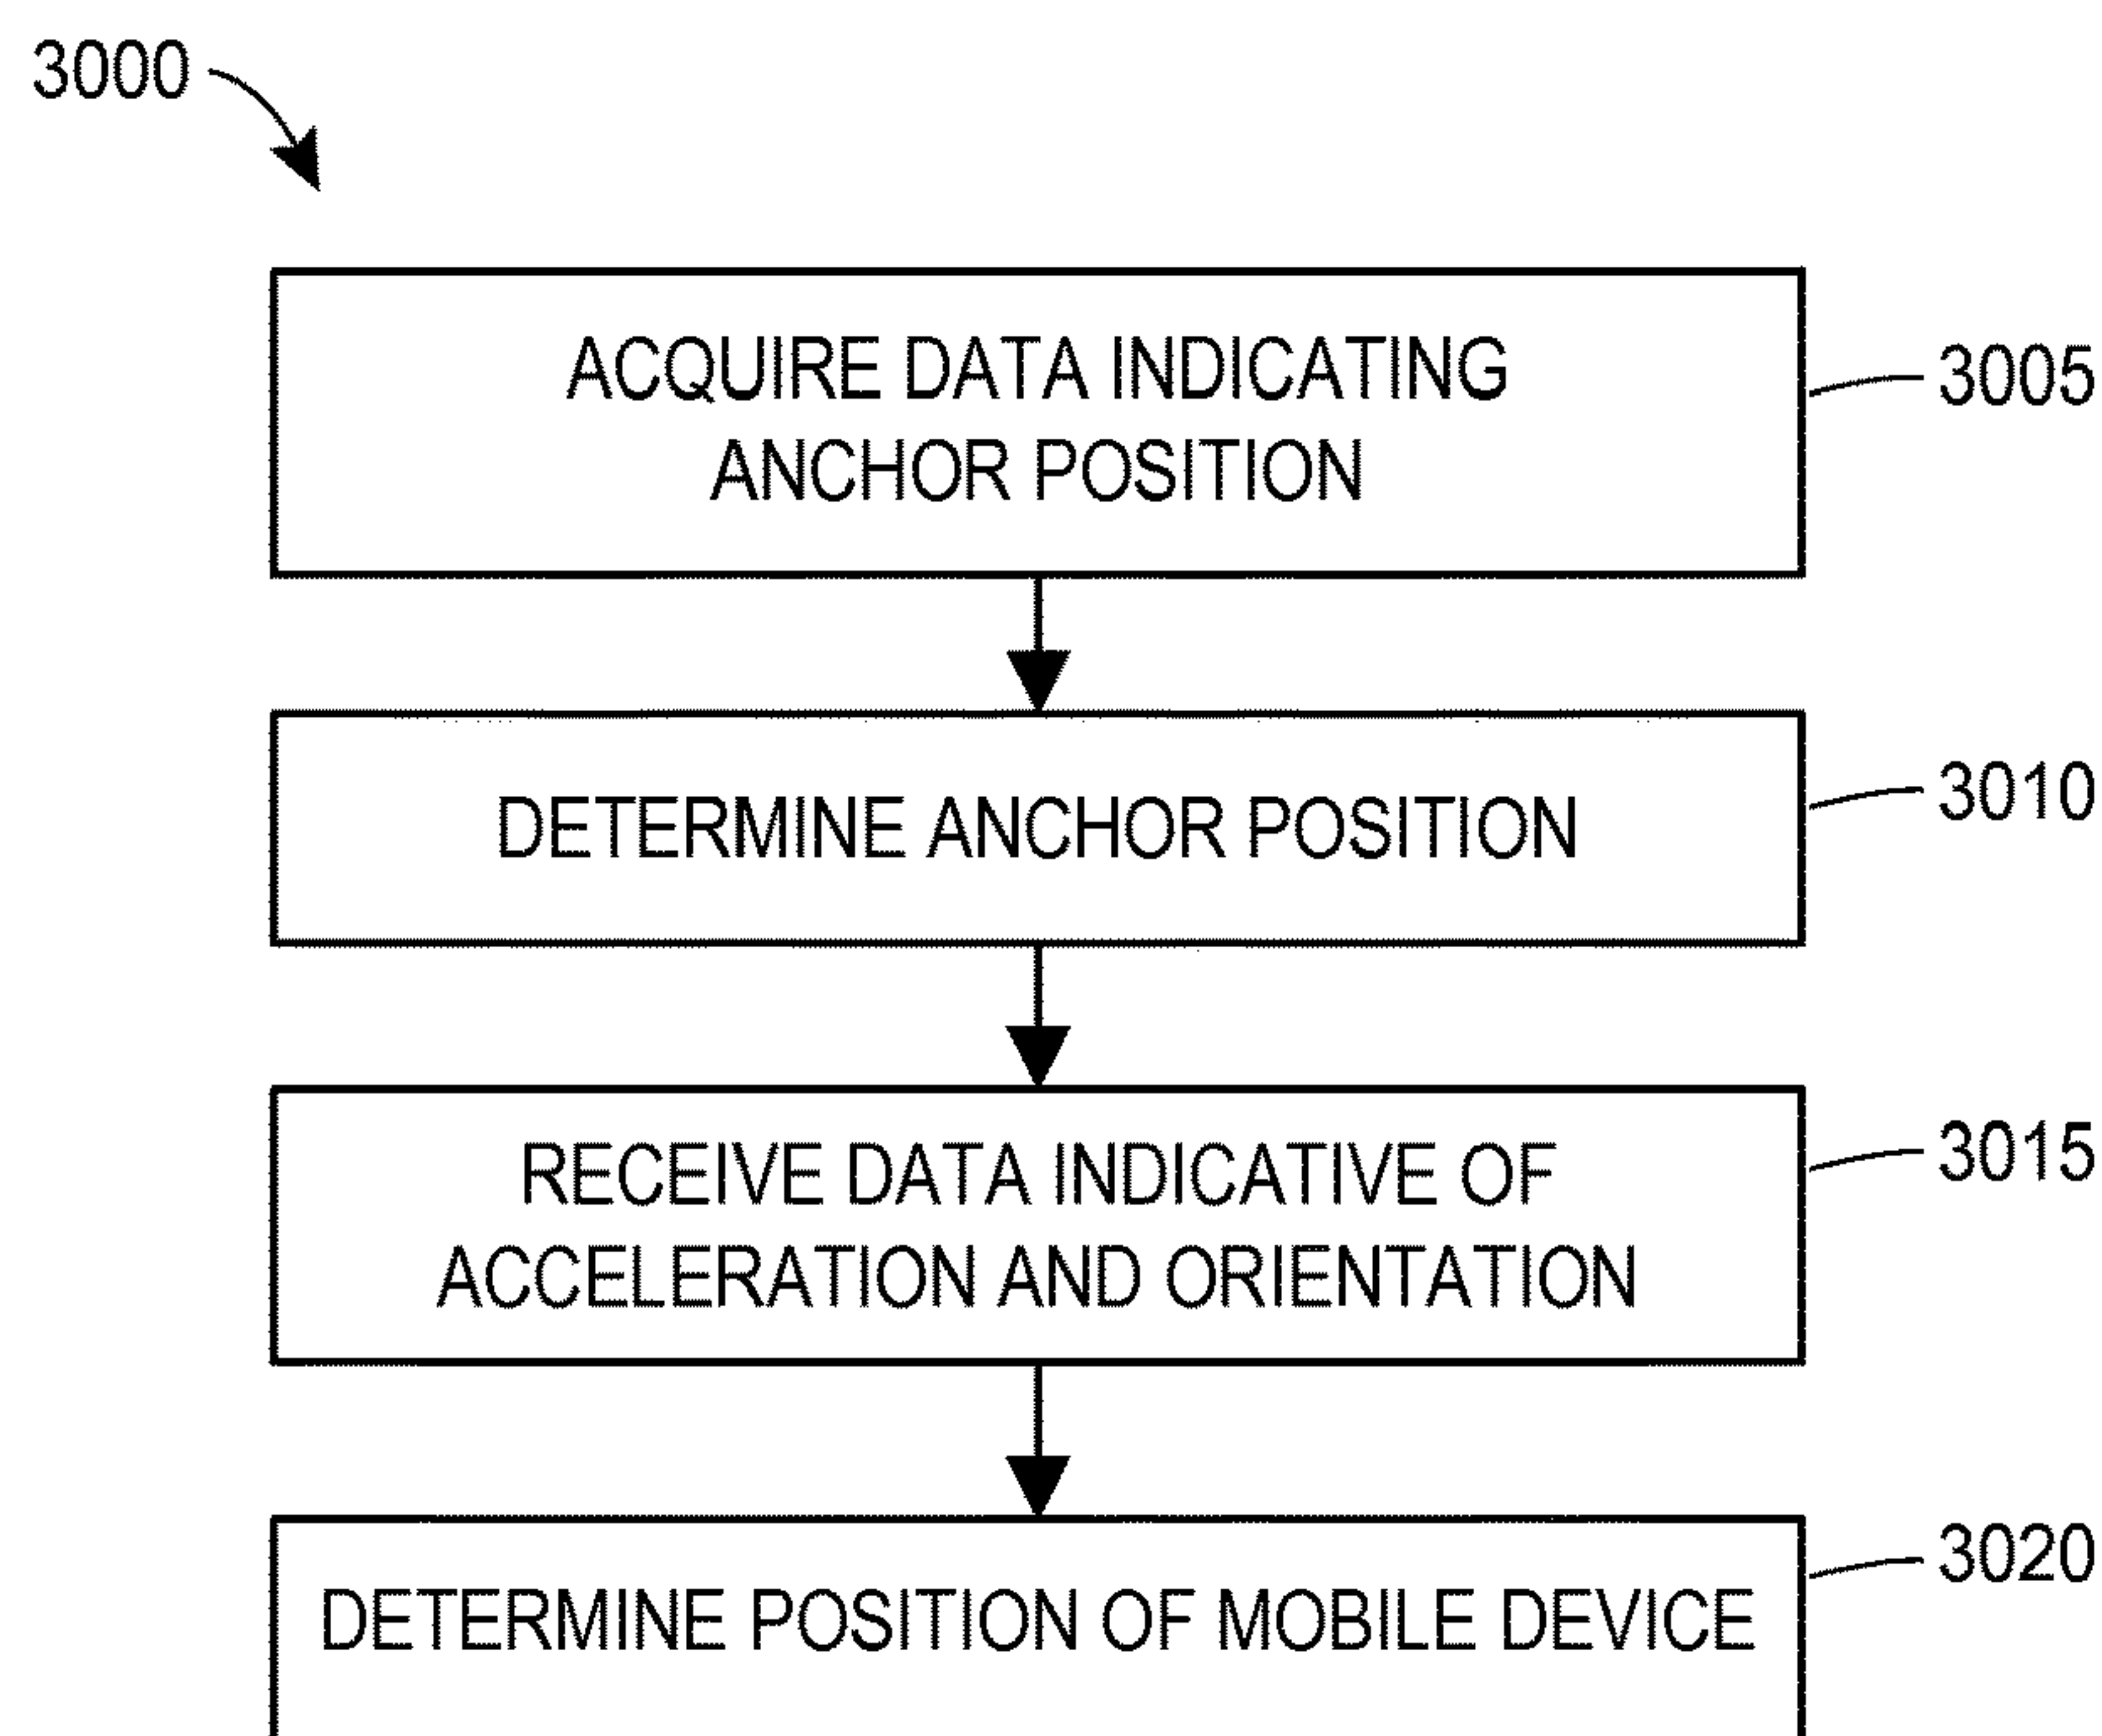 3000
ACQUIRE DATA INDICATING
ANCHOR POSITION
3005
DETERMINE ANCHOR POSITION
3010
RECEIVE DATA INDICATIVE OF
ACCELERATION AND ORIENTATION
3015
DETERMINE POSITION OF MOBILE DEVICE
3020